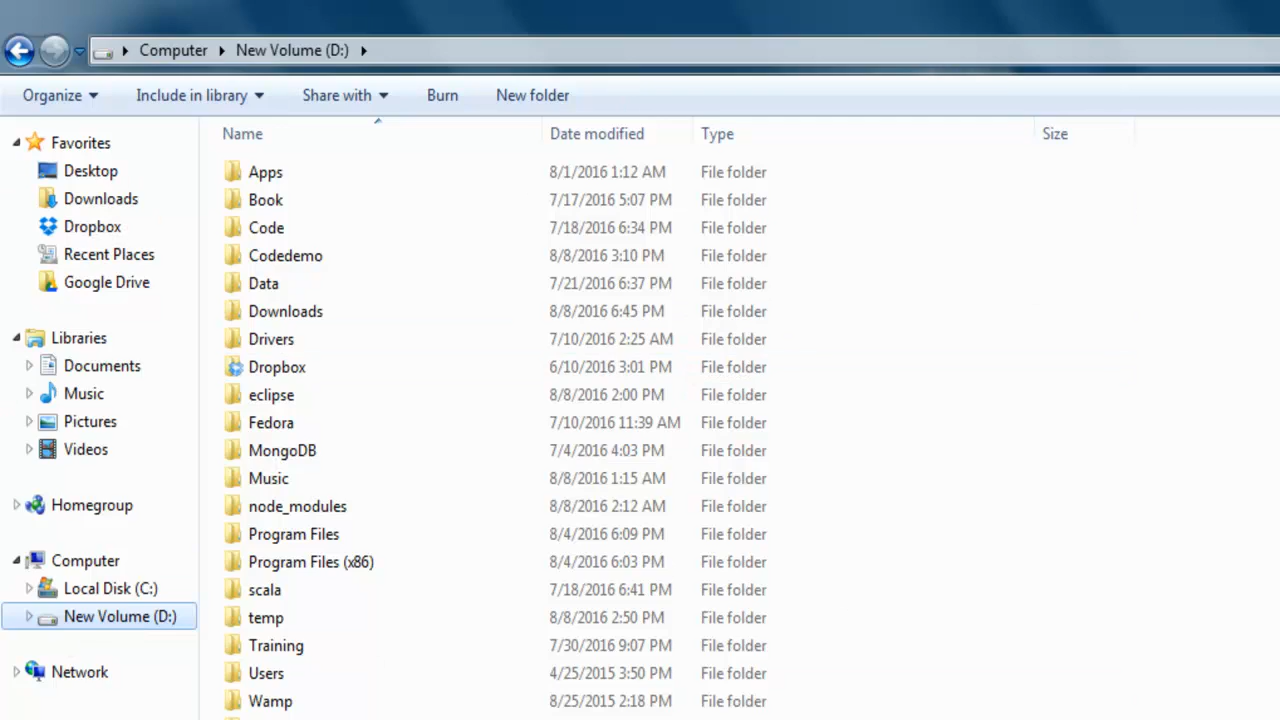 Computer New Volume (D:)
Organize Include in library Share with Burn New folder
Favorites
Desktop
Downloads
Dropbox
Recent Places
Google Drive
Libraries
Documents
Music
Pictures
Videos
Homegroup
Computer
Local Disk (C:)
New Volume (D:)
Network
Name Date modified Type Size
Apps 8/1/2016 1:12 AM File folder
Book 7/17/2016 5:07 PM File folder
Code 7/18/2016 6:34 PM File folder
Codedemo 8/8/2016 3:10 PM File folder
Data 7/21/2016 6:37 PM File folder
Downloads 8/8/2016 6:45 PM File folder
Drivers 7/10/2016 2:25 AM File folder
Dropbox 6/10/2016 3:01 PM File folder
eclipse 8/8/2016 2:00 PM File folder
Fedora 7/10/2016 11:39 AM File folder
MongoDB 7/4/2016 4:03 PM File folder
Music 8/8/2016 1:15 AM File folder
node_modules 8/8/2016 2:12 AM File folder
Program Files 8/4/2016 6:09 PM File folder
Program Files (x86) 8/4/2016 6:03 PM File folder
scala 7/18/2016 6:41 PM File folder
temp 8/8/2016 2:50 PM File folder
Training 7/30/2016 9:07 PM File folder
Users 4/25/2015 3:50 PM File folder
Wamp 8/25/2015 2:18 PM File folder